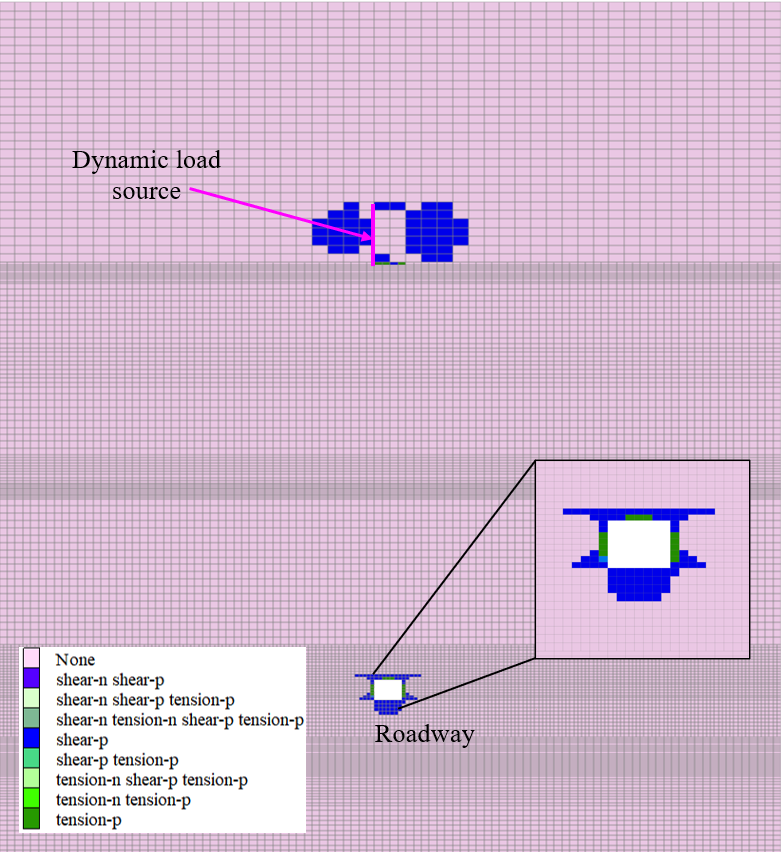 Dynamic load
source
Roadway
None
shear-n shear-p
shear-n shear-p tension-p
shear-n tension-n shear-p tension-p
shear-p
shear-p tension-p
tension-n shear-p tension-p
tension-n tension-p
tension-p